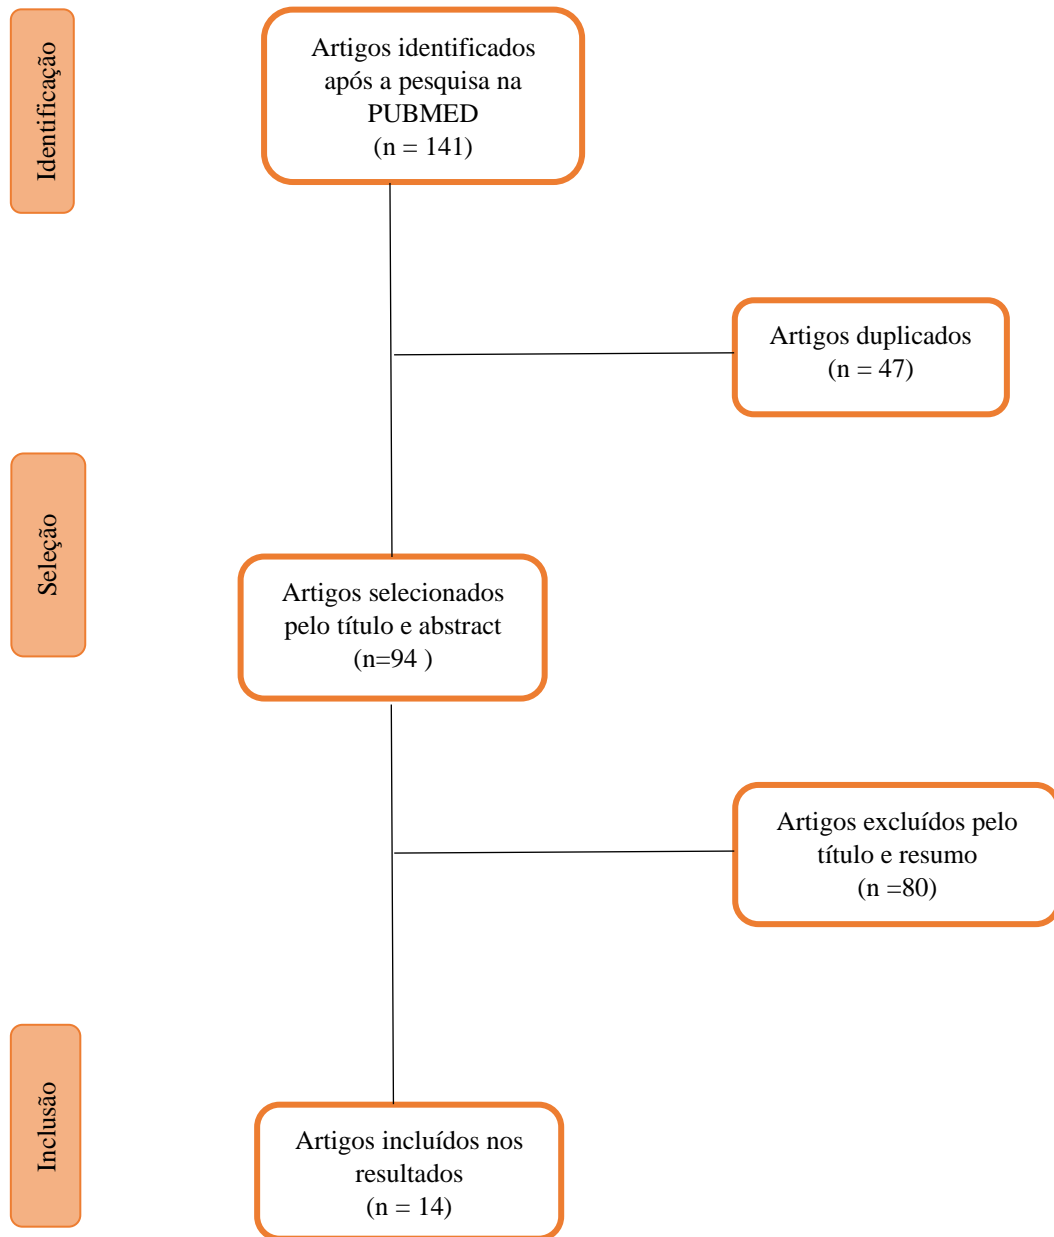 Identificação
Artigos identificados
após a pesquisa na
PUBMED
(n = 141)
Artigos duplicados
(n = 47)
Seleção
Artigos selecionados
pelo título e abstract
(n=94 )
Artigos excluídos pelo
título e resumo
(n =80)
Inclusão
Artigos incluídos nos
resultados
(n = 14)